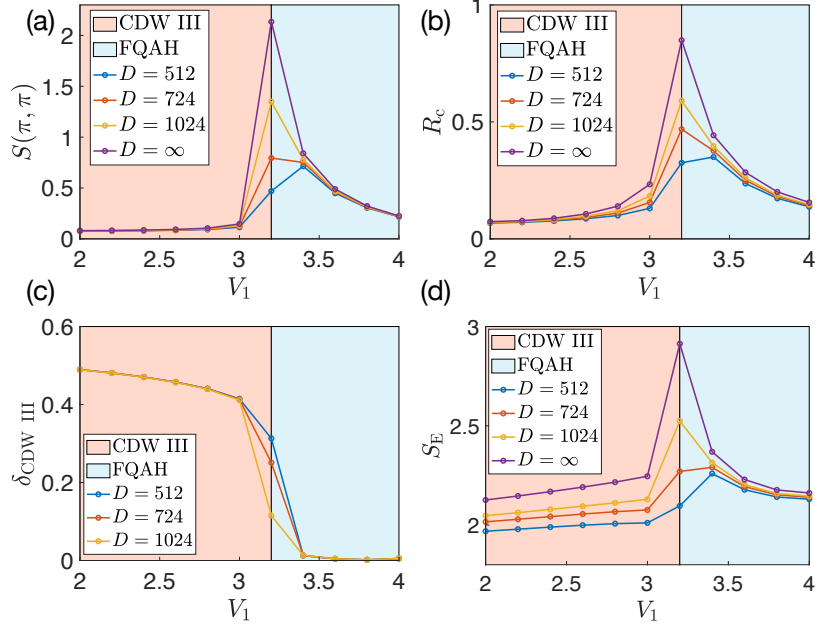 (a)
CDW III
FQAH
D = 512
D = 724
D = 1024
D = ∞
S(π, π)
2
1.5
1
0.5
0
2
2.5
3
3.5
4
V₁
(b)
CDW III
FQAH
D = 512
D = 724
D = 1024
D = ∞
R_c
1
0.5
0
2
2.5
3
3.5
4
V₁
(c)
CDW III
FQAH
D = 512
D = 724
D = 1024
δ_CDW III
0.6
0.4
0.2
0
2
2.5
3
3.5
4
V₁
(d)
CDW III
FQAH
D = 512
D = 724
D = 1024
D = ∞
S_E
3
2.5
2
2
2.5
3
3.5
4
V₁